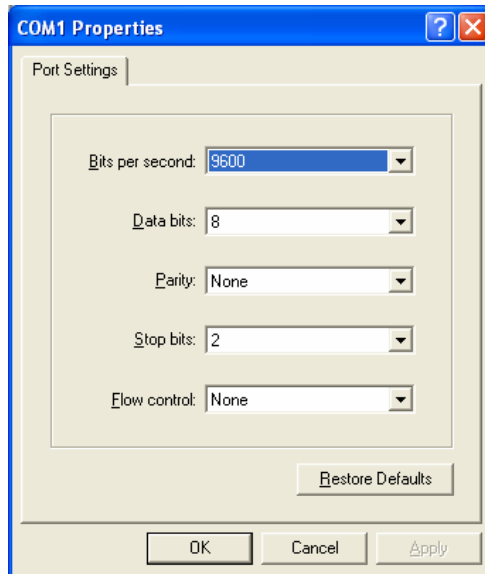 COM1 Properties
Port Settings
Bits per second: 9600
Data bits: 8
Parity: None
Stop bits: 2
Flow control: None
Restore Defaults
OK Cancel Apply